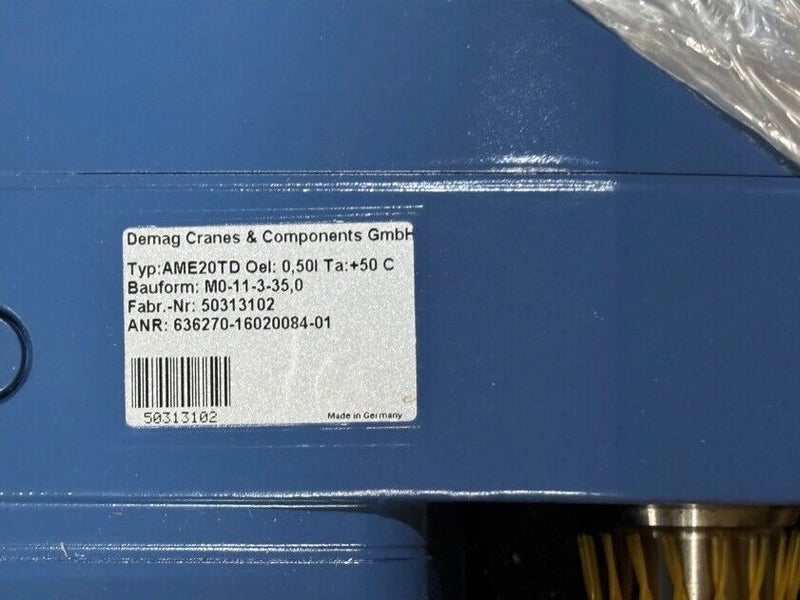 Demag Cranes & Components GmbH
Typ:AME20TD Oel: 0,50l Ta:+50 C
Bauform: M0-11-3-35,0
Fabr.-Nr: 50313102
ANR: 636270-16020084-01
50313102
Made in Germany